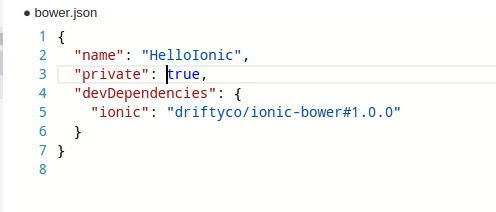 ● bower.json
1 {
2 "name": "HelloIonic",
3 "private": true,
4 "devDependencies": {
5 "ionic": "driftyco/ionic-bower#1.0.0"
6 }
7 }
8